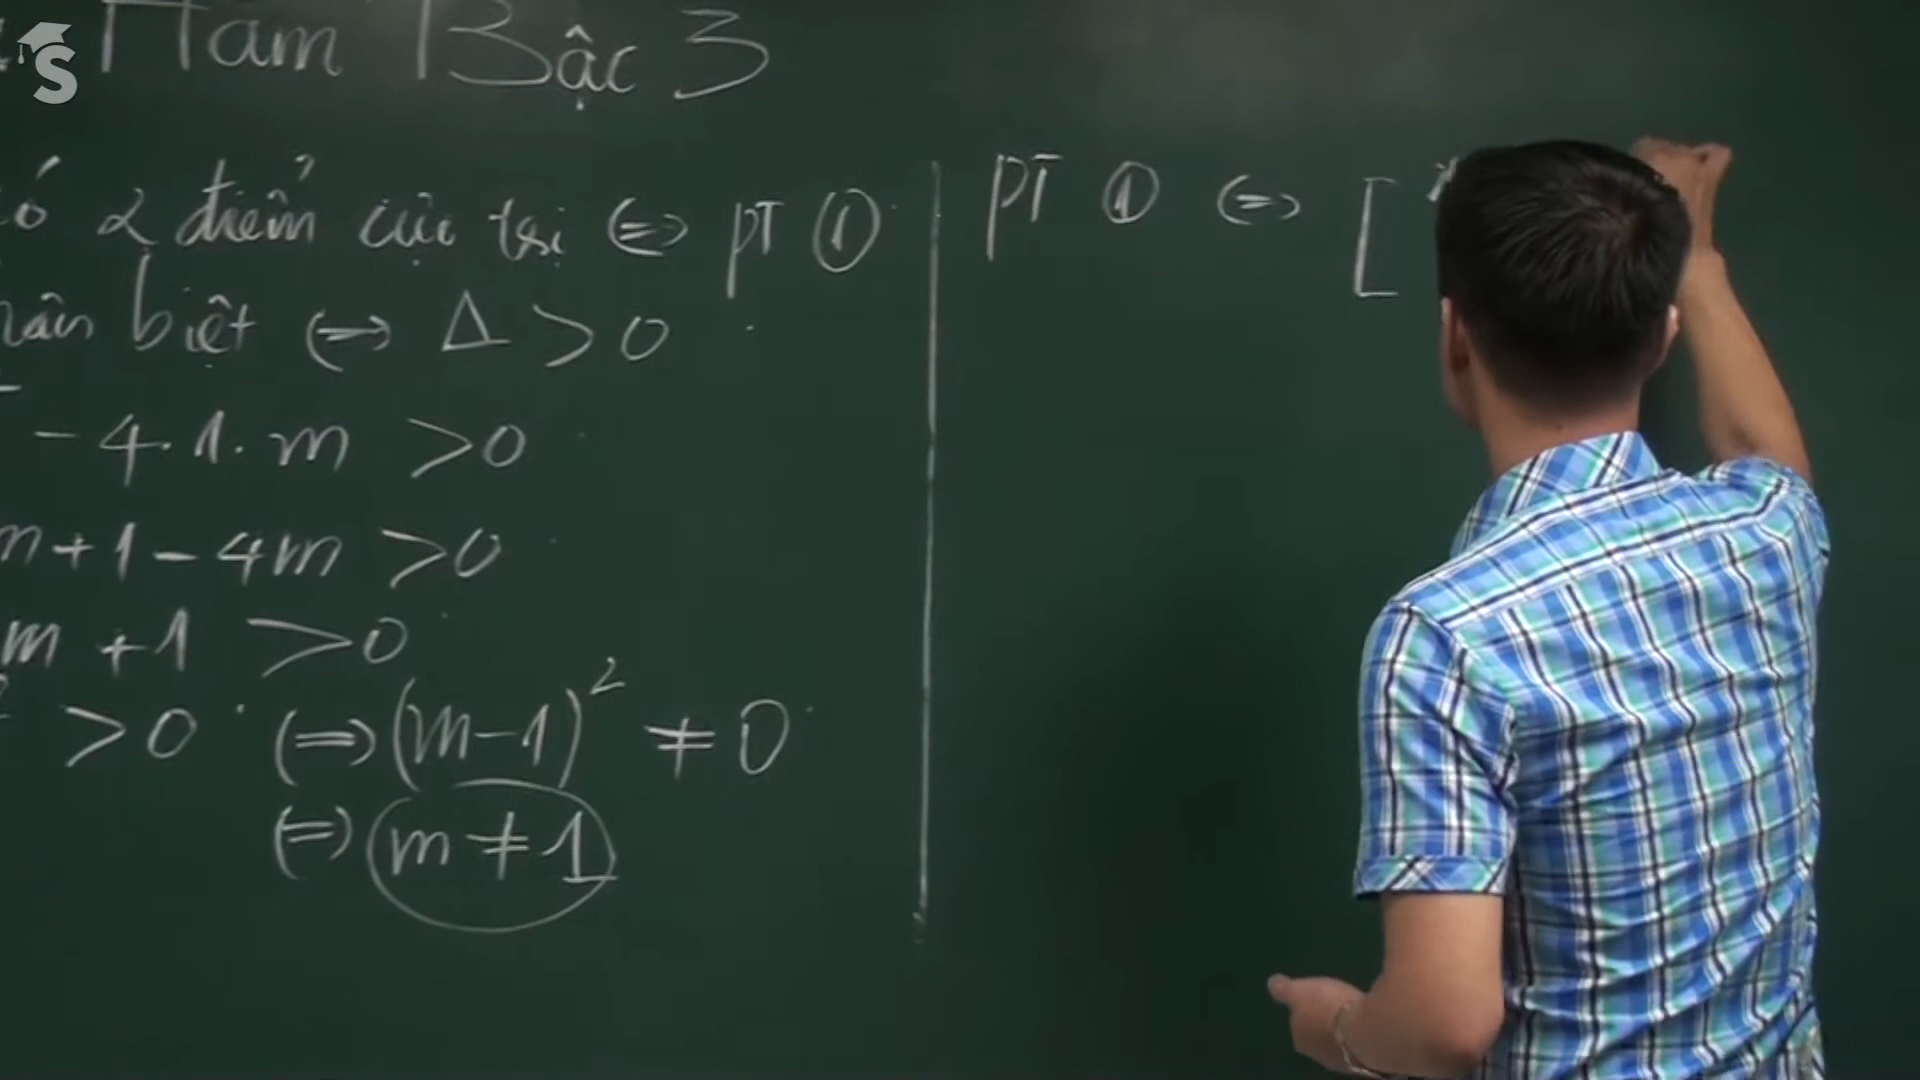 S
Hàm Bậc 3
có 2 điểm cực trị <=> PT ①
biệt <=> Δ > 0
- 4.1.m > 0
m + 1 - 4m > 0
m + 1 > 0
> 0 <=> (m-1)² ≠ 0
<=> m ≠ 1
PT ① <=> [